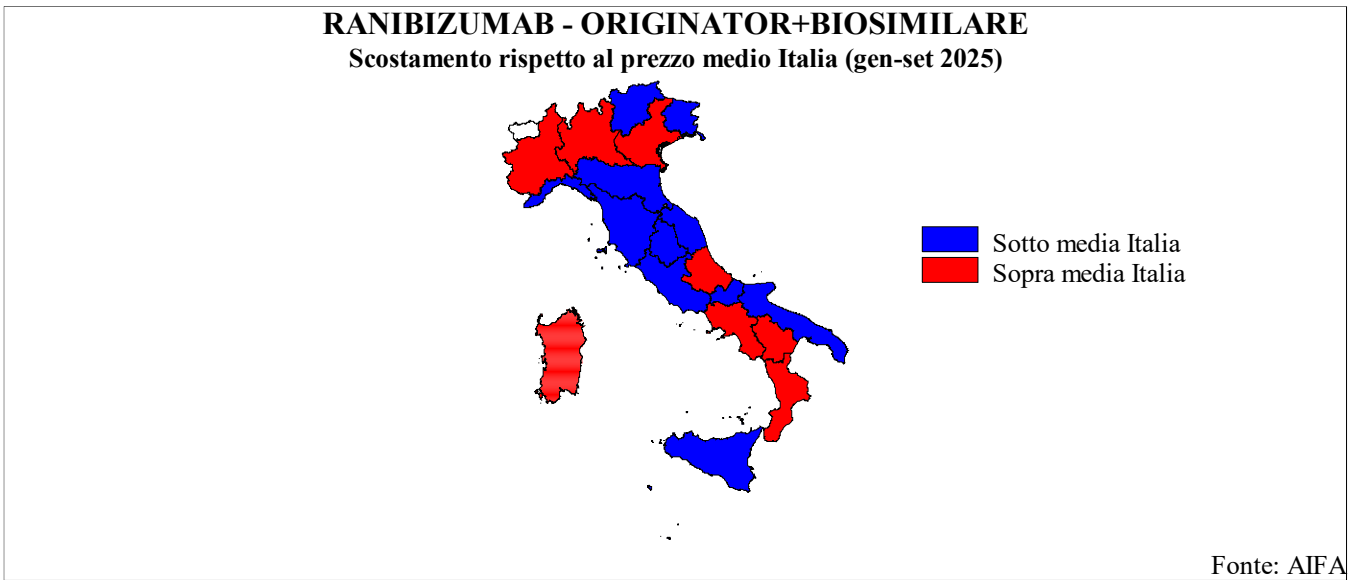 RANIBIZUMAB - ORIGINATOR+BIOSIMILARE
Scostamento rispetto al prezzo medio Italia (gen-set 2025)
Sotto media Italia
Sopra media Italia
Fonte: AIFA